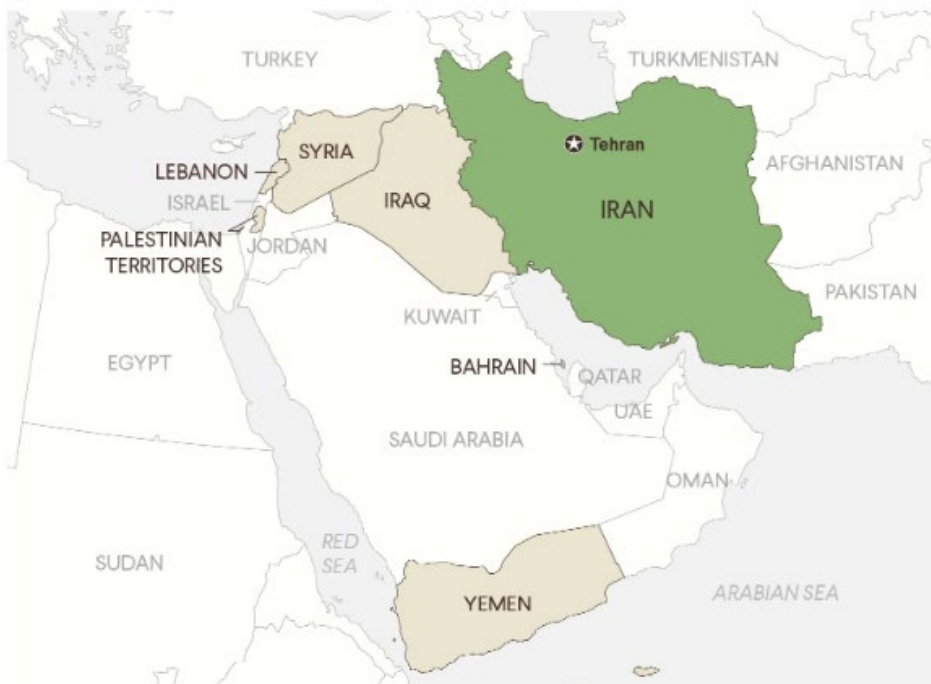 TURKEY
TURKMENISTAN
Tehran
SYRIA
LEBANON
AFGHANISTAN
ISRAEL
IRAQ
IRAN
PALESTINIAN
TERRITORIES
JORDAN
PAKISTAN
KUWAIT
EGYPT
BAHRAIN
QATAR
UAE
SAUDI ARABIA
OMAN
RED
SEA
SUDAN
YEMEN
ARABIAN SEA